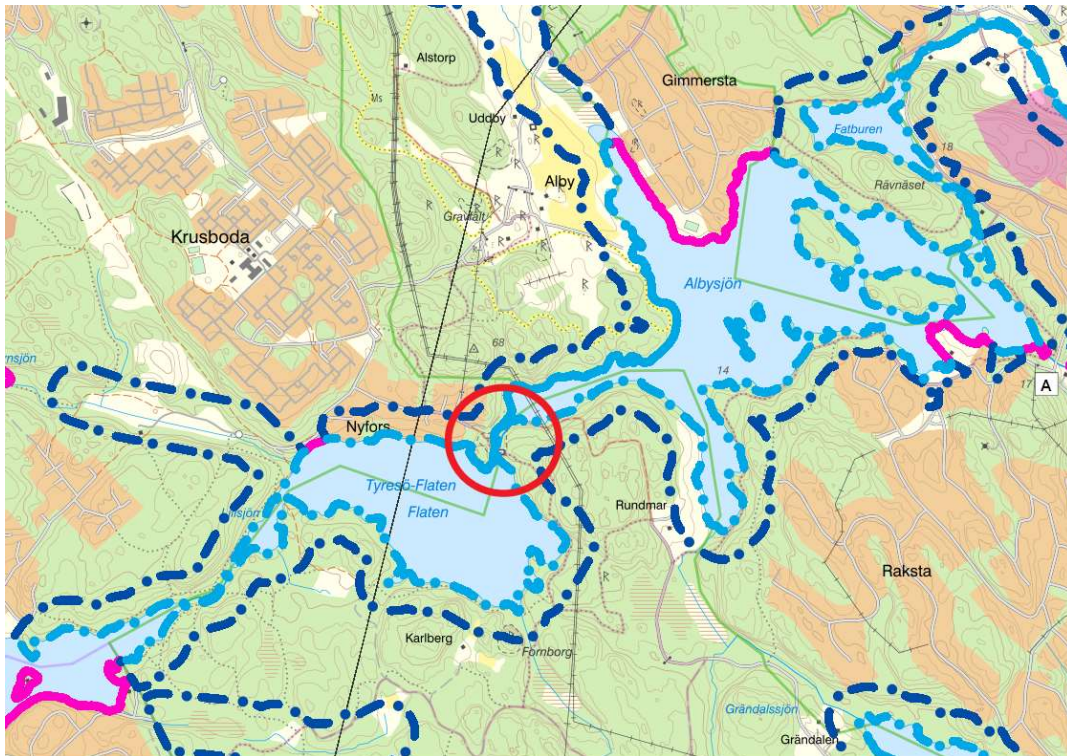 Alstorp
Gimmersta
Ms
Uddby
Fatburen
18
Alby
Rävnäset
Gravfält
Krusboda
Albysjön
68
14
17
A
Nyfors
Tyresö-Flaten
Flaten
Rundmar
Raksta
Karlberg
Fornborg
Grändalssjön
Grändalen